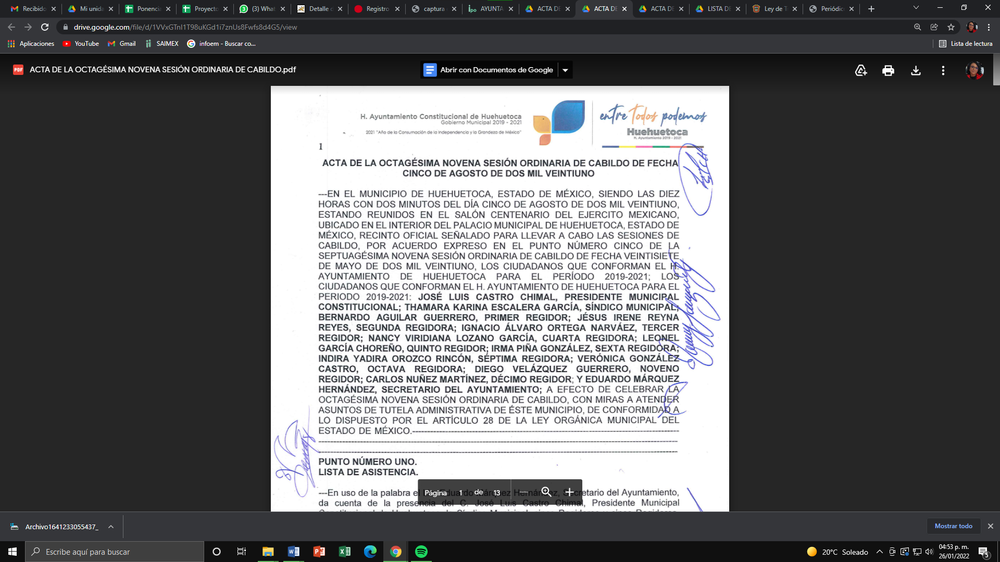 Recibido
Mi unida
Ponencia
Proyecto
(3) What
Detalle d
Registro
captura
AYUNTA
ACTA DE
ACTA DE
ACTA DE
LISTA DE
Ley de T
Periódic
drive.google.com/file/d/1VVxGTnI1T98uKGd1i7znUs8Fwfs8d4G5/view
Aplicaciones YouTube Gmail SAIMEX infoem - Buscar co... Lista de lectura
PDF ACTA DE LA OCTAGÉSIMA NOVENA SESIÓN ORDINARIA DE CABILDO.pdf
Abrir con Documentos de Google
H. Ayuntamiento Constitucional de Huehuetoca
Gobierno Municipal 2019 - 2021
2021 "Año de la Consumación de la Independencia y la Grandeza de México"
entre todos podemos
Huehuetoca
H. Ayuntamiento 2019 - 2021
1
ACTA DE LA OCTAGÉSIMA NOVENA SESIÓN ORDINARIA DE CABILDO DE FECHA
CINCO DE AGOSTO DE DOS MIL VEINTIUNO
---EN EL MUNICIPIO DE HUEHUETOCA, ESTADO DE MÉXICO, SIENDO LAS DIEZ
HORAS CON DOS MINUTOS DEL DÍA CINCO DE AGOSTO DE DOS MIL VEINTIUNO,
ESTANDO REUNIDOS EN EL SALÓN CENTENARIO DEL EJERCITO MEXICANO,
UBICADO EN EL INTERIOR DEL PALACIO MUNICIPAL DE HUEHUETOCA, ESTADO DE
MÉXICO, RECINTO OFICIAL SEÑALADO PARA LLEVAR A CABO LAS SESIONES DE
CABILDO, POR ACUERDO EXPRESO EN EL PUNTO NÚMERO CINCO DE LA
SEPTUAGÉSIMA NOVENA SESIÓN ORDINARIA DE CABILDO DE FECHA VEINTISIETE
DE MAYO DE DOS MIL VEINTIUNO, LOS CIUDADANOS QUE CONFORMAN EL H.
AYUNTAMIENTO DE HUEHUETOCA PARA EL PERÍODO 2019-2021; LOS
CIUDADANOS QUE CONFORMAN EL H. AYUNTAMIENTO DE HUEHUETOCA PARA EL
PERIODO 2019-2021: JOSÉ LUIS CASTRO CHIMAL, PRESIDENTE MUNICIPAL
CONSTITUCIONAL; THAMARA KARINA ESCALERA GARCÍA, SÍNDICO MUNICIPAL;
BERNARDO AGUILAR GUERRERO, PRIMER REGIDOR; JÉSUS IRENE REYNA
REYES, SEGUNDA REGIDORA; IGNACIO ÁLVARO ORTEGA NARVÁEZ, TERCER
REGIDOR; NANCY VIRIDIANA LOZANO GARCÍA, CUARTA REGIDORA; LEONEL
GARCÍA CHOREÑO, QUINTO REGIDOR; IRMA PIÑA GONZÁLEZ, SEXTA REGIDORA;
INDIRA YADIRA OROZCO RINCÓN, SÉPTIMA REGIDORA; VERÓNICA GONZÁLEZ
CASTRO, OCTAVA REGIDORA; DIEGO VELÁZQUEZ GUERRERO, NOVENO
REGIDOR; CARLOS NUÑEZ MARTÍNEZ, DÉCIMO REGIDOR; Y EDUARDO MÁRQUEZ
HERNÁNDEZ, SECRETARIO DEL AYUNTAMIENTO; A EFECTO DE CELEBRAR LA
OCTAGÉSIMA NOVENA SESIÓN ORDINARIA DE CABILDO, CON MIRAS A ATENDER
ASUNTOS DE TUTELA ADMINISTRATIVA DE ÉSTE MUNICIPIO, DE CONFORMIDAD A
LO DISPUESTO POR EL ARTÍCULO 28 DE LA LEY ORGÁNICA MUNICIPAL DEL
ESTADO DE MÉXICO.---
PUNTO NÚMERO UNO.
LISTA DE ASISTENCIA.
---En uso de la palabra el Eduardo Márquez Hernández, Secretario del Ayuntamiento,
da cuenta de la presencia del C. José Luis Castro Chimal, Presidente Municipal
Página 1 de 13
Archivo1641233055437_
Mostrar todo
Escribe aquí para buscar
20°C Soleado
04:53 p. m.
26/01/2022
5